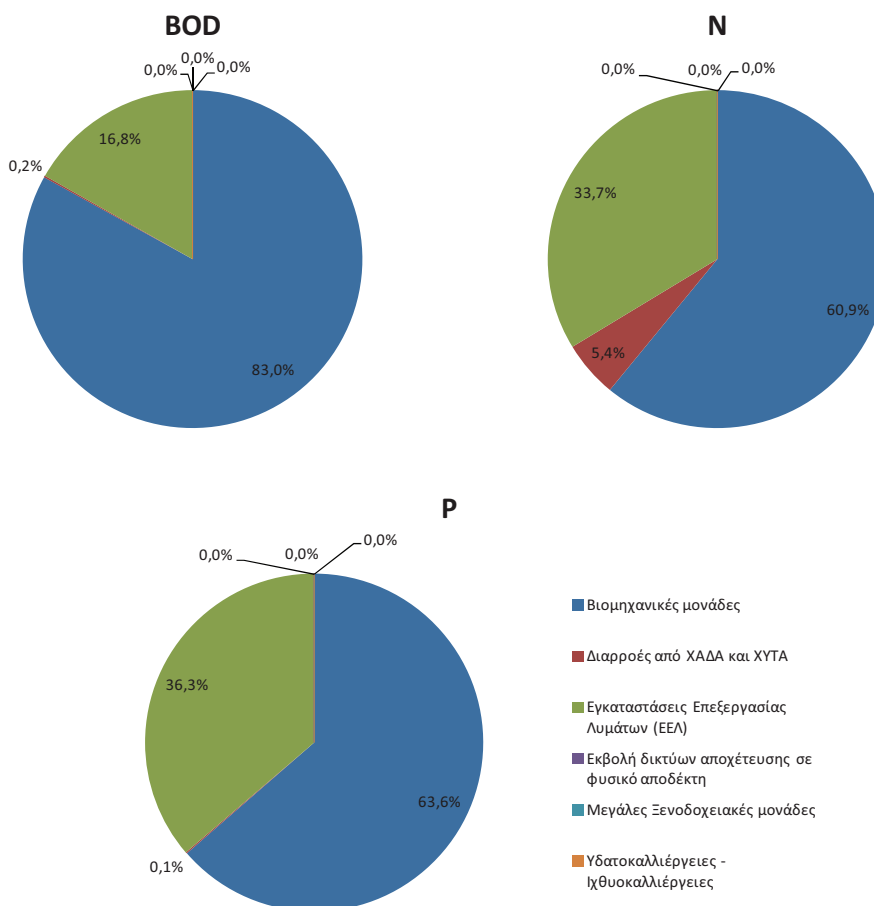 BOD
0,0%
0,0%
0,0%
16,8%
0,2%
83,0%
N
0,0%
0,0%
0,0%
33,7%
5,4%
60,9%
P
0,0%
0,0%
0,0%
36,3%
0,1%
63,6%
Βιομηχανικές μονάδες
Διαρροές από ΧΑΔΑ και ΧΥΤΑ
Εγκαταστάσεις Επεξεργασίας
Λυμάτων (ΕΕΛ)
Εκβολή δικτύων αποχέτευσης σε
φυσικό αποδέκτη
Μεγάλες Ξενοδοχειακές μονάδες
Υδατοκαλλιέργειες -
Ιχθυοκαλλιέργειες